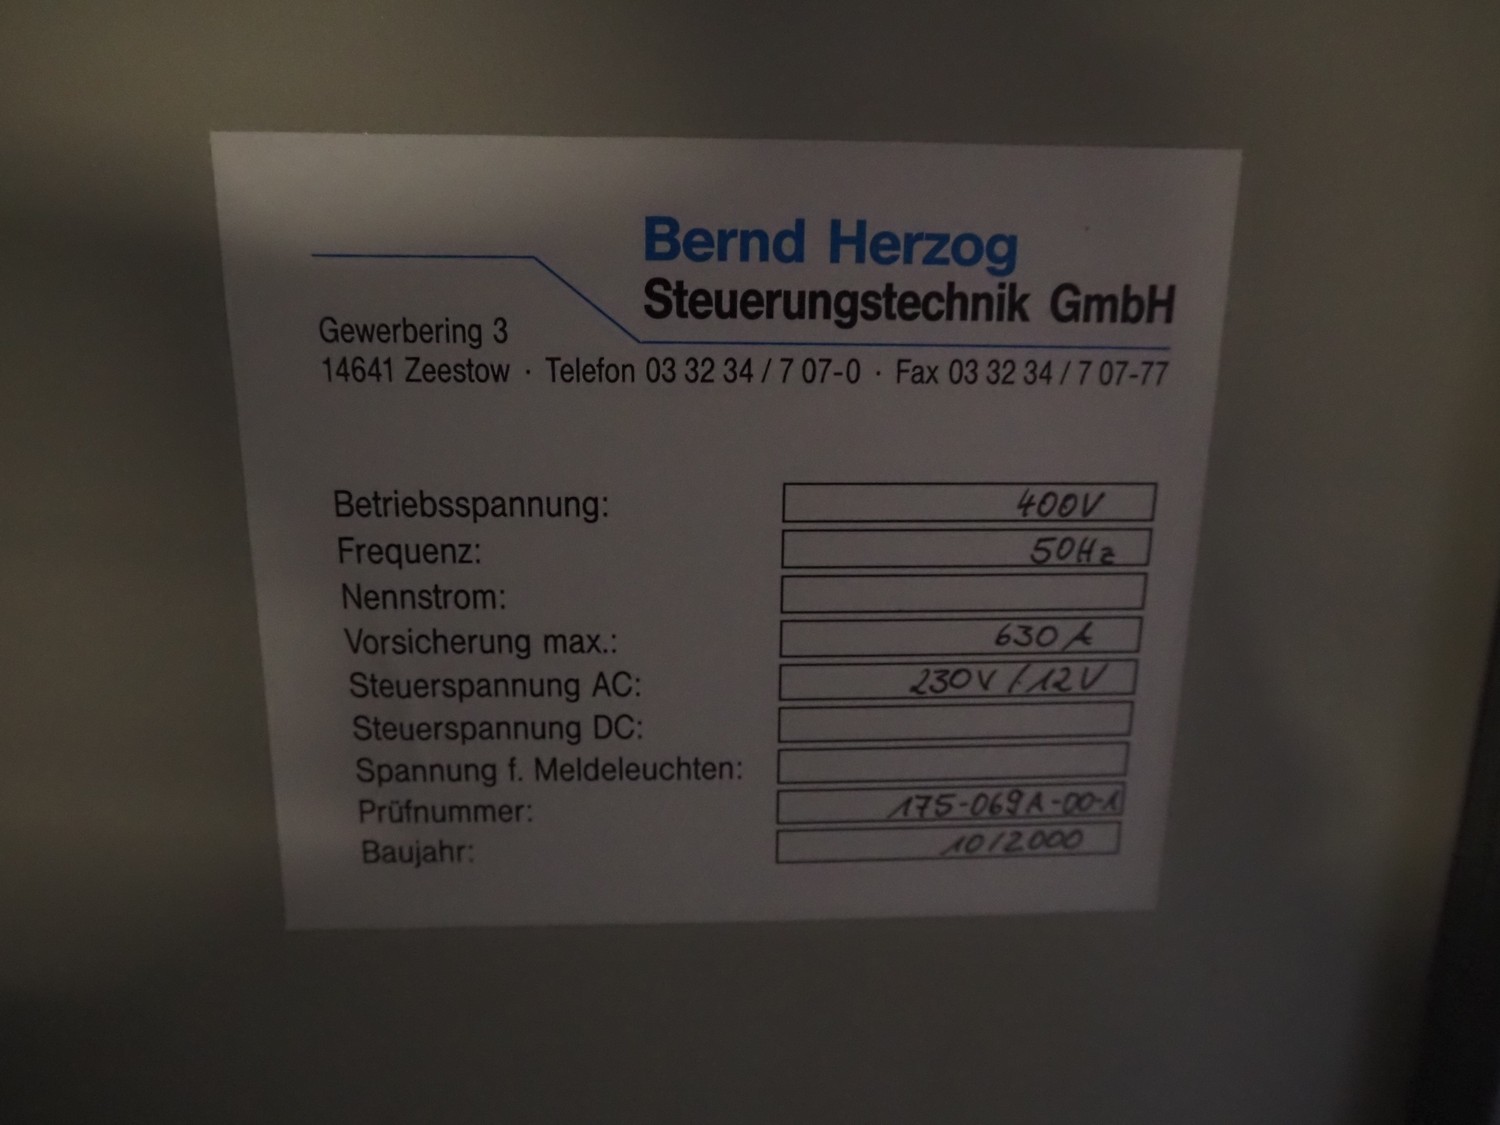 Bernd Herzog
Steuerungstechnik GmbH
Gewerbering 3
14641 Zeestow · Telefon 03 32 34 / 7 07-0 · Fax 03 32 34 / 7 07-77
Betriebsspannung: 400V
Frequenz: 50Hz
Nennstrom:
Vorsicherung max.: 630A
Steuerspannung AC: 230V/12V
Steuerspannung DC:
Spannung f. Meldeleuchten:
Prüfnummer: 175-069A-00-1
Baujahr: 10/2000